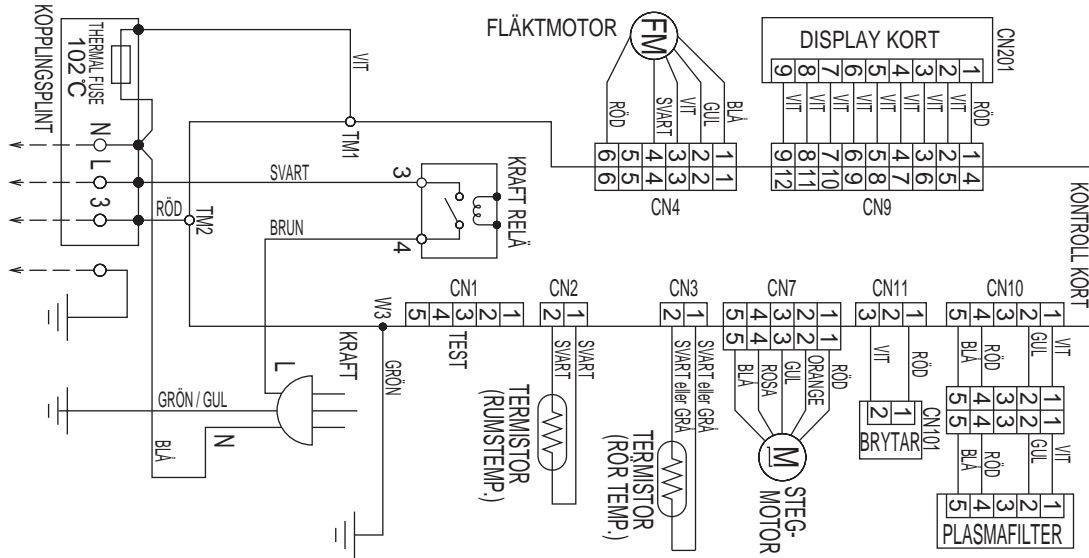 KOPPLINGSPLINT
THERMAL FUSE
102℃
N
L
3
VIT
TM1
RÖD
TM2
SVART
3
4
BRUN
KRAFT RELÄ
FLÄKTMOTOR
FM
RÖD
SVART
VIT
GUL
BLÅ
6 5 4 3 2 1
6 5 4 3 2 1
CN4
DISPLAY KORT
CN201
9 8 7 6 5 4 3 2 1
VIT VIT VIT VIT VIT VIT VIT VIT RÖD
9 8 7 6 5 4 3 2 1
12 11 10 9 8 7 6 5 4
CN9
KONTROLL KORT
W3
GRÖN
KRAFT
L
GRÖN / GUL
N
BLÅ
CN1
5 4 3 2 1
TEST
CN2
2 1
SVART
SVART
TERMISTOR
(RUMSTEMP.)
CN3
2 1
SVART eller GRÅ
SVART eller GRÅ
TERMISTOR
(RÖR TEMP.)
CN7
5 4 3 2 1
5 4 3 2 1
BLÅ
ROSA
GUL
ORANGE
RÖD
M
STEG-
MOTOR
CN11
3 2 1
VIT
RÖD
2 1
CN101
BRYTAR
CN10
5 4 3 2 1
BLÅ RÖD GUL VIT
5 4 3 2 1
5 4 3 2 1
BLÅ RÖD GUL VIT
5 4 3 2 1
PLASMAFILTER